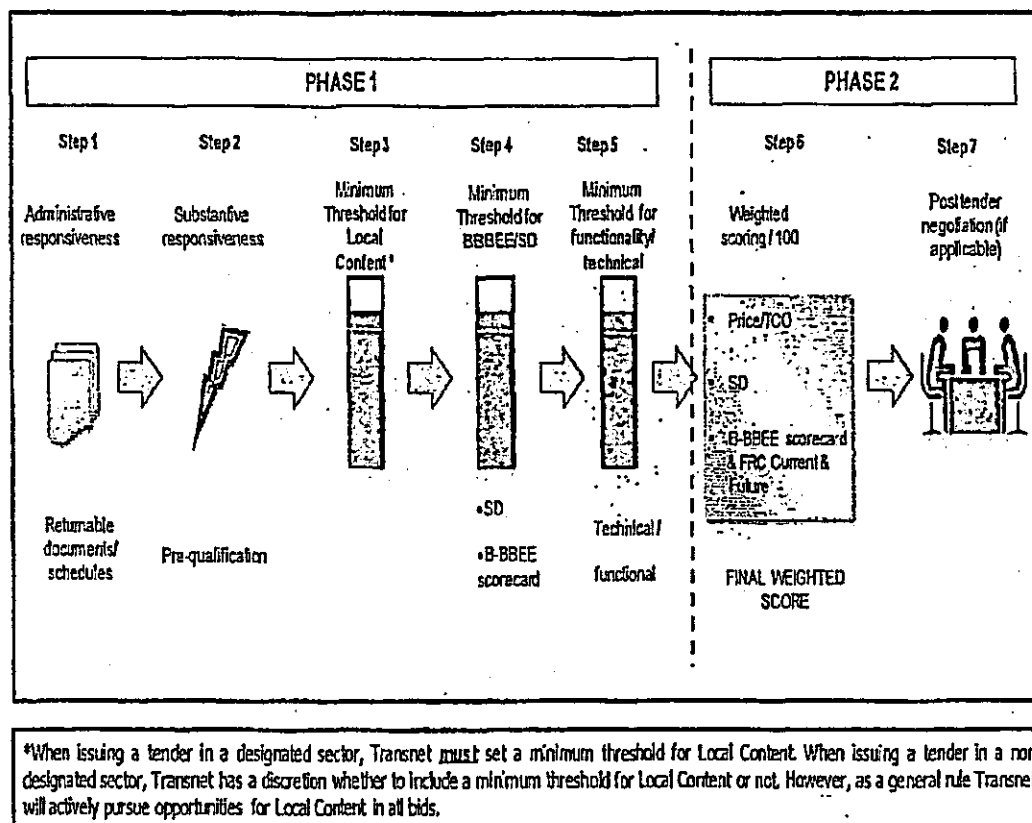 PHASE 1
PHASE 2
Step 1
Step 2
Step 3
Step 4
Step 5
Step 6
Step 7
Administrative
responsiveness
Substantive
responsiveness
Minimum
Threshold for
Local
Content*
Minimum
Threshold for
BBBEE/SD
Minimum
Threshold for
functionality/
technical
Weighted
scoring / 100
Post tender
negotiation (if
applicable)
• Price/TCO
• SD
• B-BBEE scorecard
& FRC Current &
Future
Returnable
documents/
schedules
Pre-qualification
•SD
•B-BBEE
scorecard
Technical /
functional
FINAL WEIGHTED
SCORE
*When issuing a tender in a designated sector, Transnet must set a minimum threshold for Local Content. When issuing a tender in a non
designated sector, Transnet has a discretion whether to include a minimum threshold for Local Content or not. However, as a general rule Transne
will actively pursue opportunities for Local Content in all bids.